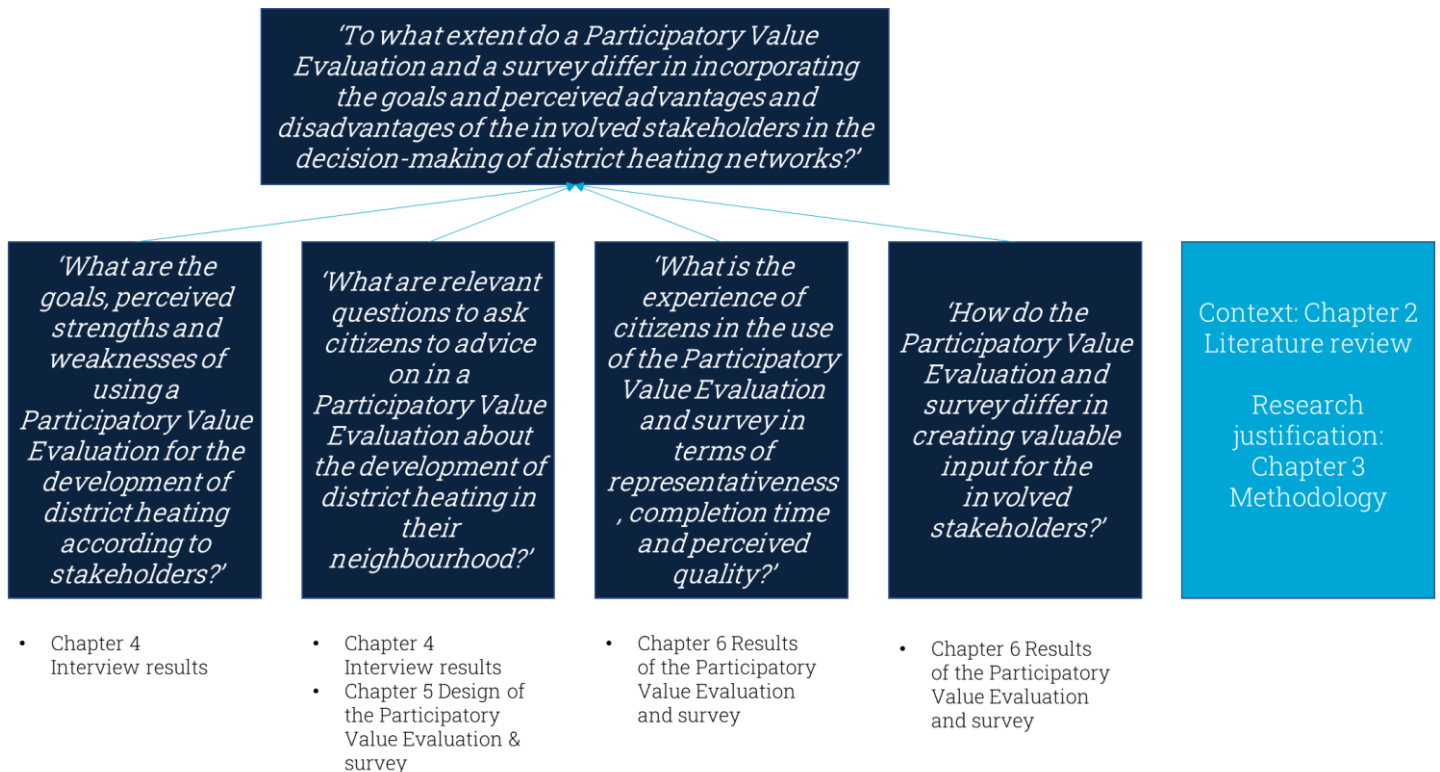 ‘To what extent do a Participatory Value
Evaluation and a survey differ in incorporating
the goals and perceived advantages and
disadvantages of the involved stakeholders in the
decision-making of district heating networks?’
‘What are the
goals, perceived
strengths and
weaknesses of
using a
Participatory Value
Evaluation for the
development of
district heating
according to
stakeholders?’
‘What are relevant
questions to ask
citizens to advice
on in a
Participatory Value
Evaluation about
the development of
district heating in
their
neighbourhood?’
‘What is the
experience of
citizens in the use
of the Participatory
Value Evaluation
and survey in
terms of
representativeness
, completion time
and perceived
quality?’
‘How do the
Participatory Value
Evaluation and
survey differ in
creating valuable
input for the
involved
stakeholders?’
Context: Chapter 2
Literature review
Research
justification:
Chapter 3
Methodology
• Chapter 4
Interview results
• Chapter 4
Interview results
• Chapter 5 Design of
the Participatory
Value Evaluation &
survey
• Chapter 6 Results
of the Participatory
Value Evaluation
and survey
• Chapter 6 Results
of the Participatory
Value Evaluation
and survey